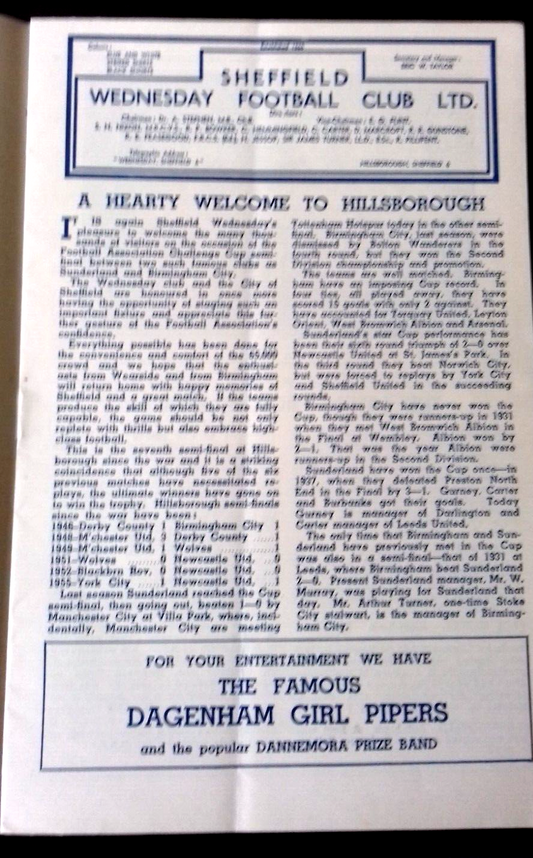 SHEFFIELD
WEDNESDAY FOOTBALL CLUB LTD.
HILLSBOROUGH, SHEFFIELD 6
A HEARTY WELCOME TO HILLSBOROUGH
IT is again Sheffield Wednesday's
pleasure to welcome the many thou-
sands of visitors on the occasion of the
Football Association Challenge Cup semi-
final between two such famous clubs as
Sunderland and Birmingham City.
The Wednesday club and the City of
Sheffield are honoured in once more
having the opportunity of staging such an
important fixture and appreciate this fur-
ther gesture of the Football Association's
confidence.
Everything possible has been done for
the convenience and comfort of the 65,000
crowd and we hope that the enthusi-
asts from Wearside and from Birmingham
will return home with happy memories of
Sheffield and a great match. If the teams
produce the skill of which they are fully
capable, the game should be not only
replete with thrills but also embrace high-
class football.
This is the seventh semi-final at Hills-
borough since the war and it is a striking
coincidence that although five of the six
previous matches have necessitated re-
plays, the ultimate winners have gone on
to win the trophy. Hillsborough semi-finals
since the war have been:
1946—Derby County 1 Birmingham City 1
1948—M'chester Utd. 3 Derby County ...... 1
1949—M'chester Utd. 1 Wolves ............ 1
1951—Wolves ...... 0 Newcastle Utd. .. 0
1952—Blackbn Rov. 0 Newcastle Utd. .. 0
1955—York City ...... 1 Newcastle Utd. .. 1
Last season Sunderland reached the Cup
semi-final, then going out, beaten 1—0 by
Manchester City at Villa Park, where, inci-
dentally, Manchester City are meeting
Tottenham Hotspur today in the other semi-
final. Birmingham City, last season, were
dismissed by Bolton Wanderers in the
fourth round, but they won the Second
Division championship and promotion.
The teams are well matched. Birming-
ham have an imposing Cup record. In
four ties, all played away, they have
scored 15 goals with only 2 against. They
have accounted for Torquay United, Leyton
Orient, West Bromwich Albion and Arsenal.
Sunderland's star Cup performance has
been their sixth round triumph of 2—0 over
Newcastle United at St. James's Park. In
the third round they beat Norwich City,
but were forced to replays by York City
and Sheffield United in the succeeding
rounds.
Birmingham City have never won the
Cup, though they were runners-up in 1931
when they met West Bromwich Albion in
the Final at Wembley. Albion won by
2—1. That was the year Albion were
runners-up in the Second Division.
Sunderland have won the Cup once—in
1937, when they defeated Preston North
End in the Final by 3—1. Gurney, Carter
and Burbanks got their goals. Today
Gurney is manager of Darlington and
Carter manager of Leeds United.
The only time that Birmingham and Sun-
derland have previously met in the Cup
was also in a semi-final—that of 1931 at
Leeds, where Birmingham beat Sunderland
2—0. Present Sunderland manager, Mr. W.
Murray, was playing for Sunderland that
day. Mr. Arthur Turner, one-time Stoke
City stalwart, is the manager of Birming-
ham City.
FOR YOUR ENTERTAINMENT WE HAVE
THE FAMOUS
DAGENHAM GIRL PIPERS
and the popular DANNEMORA PRIZE BAND